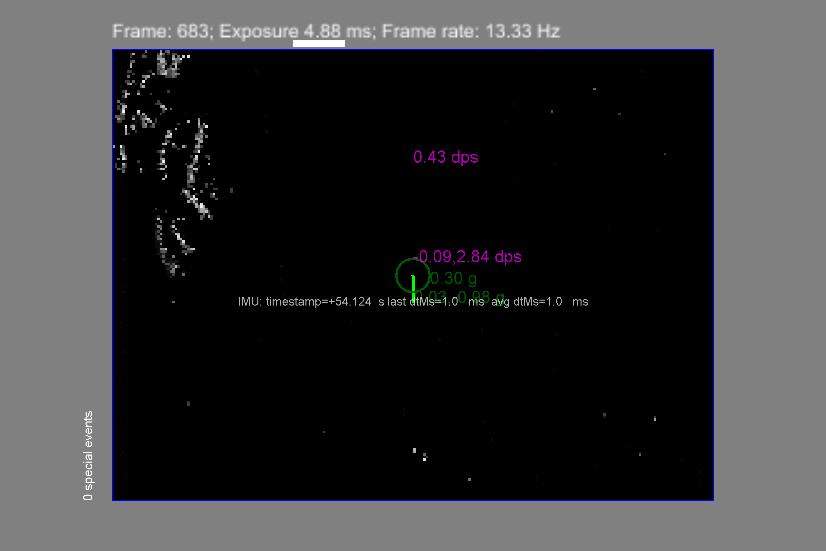 Frame: 683; Exposure 4.88 ms; Frame rate: 13.33 Hz
0.43 dps
-0.09,2.84 dps
0.30 g
IMU: timestamp=+54.124 s last dtMs=1.0 ms avg dtMs=1.0 ms
0 special events